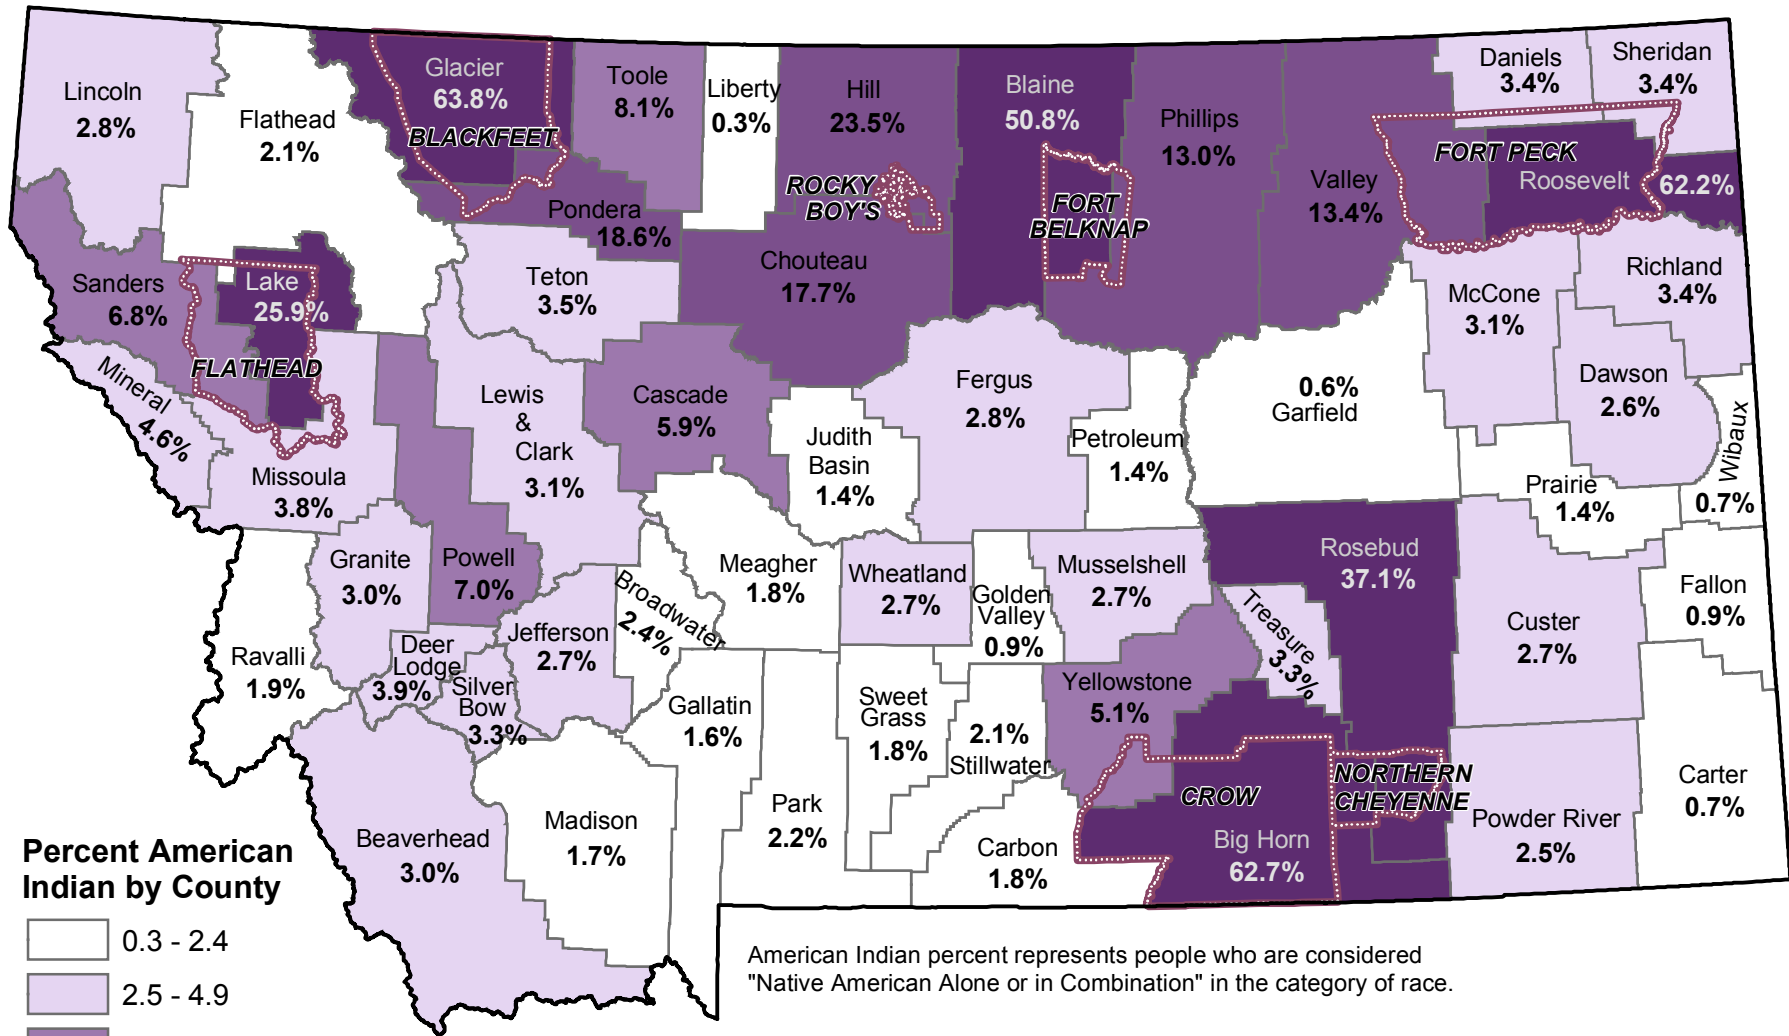 Lincoln
2.8%
Flathead
2.1%
Glacier
63.8%
BLACKFEET
Toole
8.1%
Liberty
0.3%
Hill
23.5%
ROCKY
BOY'S
Blaine
50.8%
FORT
BELKNAP
Phillips
13.0%
Valley
13.4%
Daniels
3.4%
Sheridan
3.4%
FORT PECK
Roosevelt
62.2%
Pondera
18.6%
Sanders
6.8%
Lake
25.9%
FLATHEAD
Teton
3.5%
Chouteau
17.7%
McCone
3.1%
Richland
3.4%
Mineral
4.6%
Missoula
3.8%
Lewis
&
Clark
3.1%
Cascade
5.9%
Judith
Basin
1.4%
Fergus
2.8%
Petroleum
1.4%
0.6%
Garfield
Dawson
2.6%
Wibaux
0.7%
Prairie
1.4%
Granite
3.0%
Powell
7.0%
Broadwater
2.4%
Meagher
1.8%
Wheatland
2.7%
Golden
Valley
0.9%
Musselshell
2.7%
Rosebud
37.1%
Treasure
3.3%
Custer
2.7%
Fallon
0.9%
Ravalli
1.9%
Deer
Lodge
3.9%
Silver
Bow
3.3%
Jefferson
2.7%
Gallatin
1.6%
Park
2.2%
Sweet
Grass
1.8%
2.1%
Stillwater
Yellowstone
5.1%
CROW
NORTHERN
CHEYENNE
Big Horn
62.7%
Powder River
2.5%
Carter
0.7%
Beaverhead
3.0%
Madison
1.7%
Carbon
1.8%
Percent American
Indian by County
0.3 - 2.4
2.5 - 4.9
American Indian percent represents people who are considered
"Native American Alone or in Combination" in the category of race.